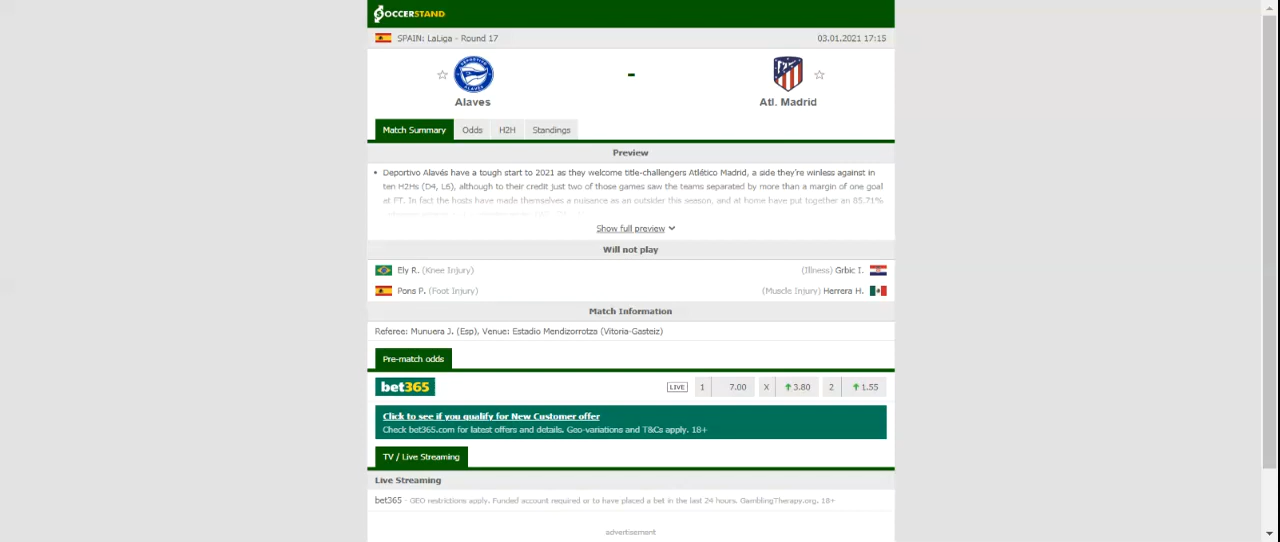 SOCCERSTAND
SPAIN: LaLiga - Round 17 03.01.2021 17:15
-
Alaves Atl. Madrid
Match Summary Odds H2H Standings
Preview
• Deportivo Alavés have a tough start to 2021 as they welcome title-challengers Atlético Madrid, a side they're winless against in
ten H2Hs (D4, L6), although to their credit just two of those games saw the teams separated by more than a margin of one goal
at FT. In fact the hosts have made themselves a nuisance as an outsider this season, and at home have put together an 85.71%
Show full preview
Will not play
Ely R. (Knee Injury) (Illness) Grbic I.
Pons P. (Foot Injury) (Muscle Injury) Herrera H.
Match Information
Referee: Munuera J. (Esp), Venue: Estadio Mendizorrotza (Vitoria-Gasteiz)
Pre-match odds
bet365 LIVE 1 7.00 X 3.80 2 1.55
Click to see if you qualify for New Customer offer
Check bet365.com for latest offers and details. Geo-variations and T&Cs apply. 18+
TV / Live Streaming
Live Streaming
bet365 - GEO restrictions apply. Funded account required or to have placed a bet in the last 24 hours. GamblingTherapy.org. 18+
advertisement